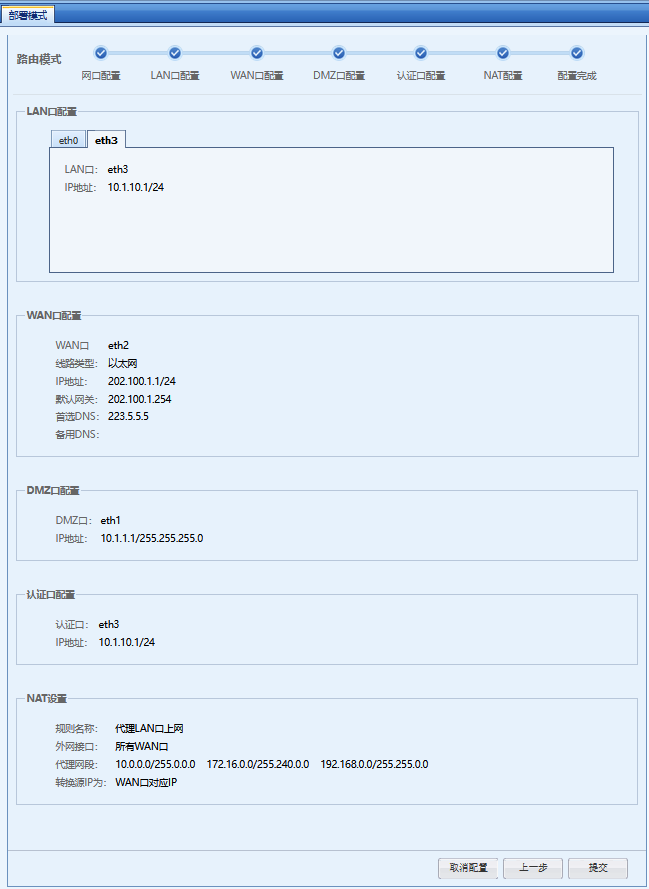 部署模式
路由模式
网口配置 LAN口配置 WAN口配置 DMZ口配置 认证口配置 NAT配置 配置完成
LAN口配置
eth0 eth3
LAN口: eth3
IP地址: 10.1.10.1/24
WAN口配置
WAN口 eth2
线路类型: 以太网
IP地址: 202.100.1.1/24
默认网关: 202.100.1.254
首选DNS: 223.5.5.5
备用DNS:
DMZ口配置
DMZ口: eth1
IP地址: 10.1.1.1/255.255.255.0
认证口配置
认证口: eth3
IP地址: 10.1.10.1/24
NAT设置
规则名称: 代理LAN口上网
外网接口: 所有WAN口
代理网段: 10.0.0.0/255.0.0.0 172.16.0.0/255.240.0.0 192.168.0.0/255.255.0.0
转换源IP为: WAN口对应IP
取消配置 上一步 提交